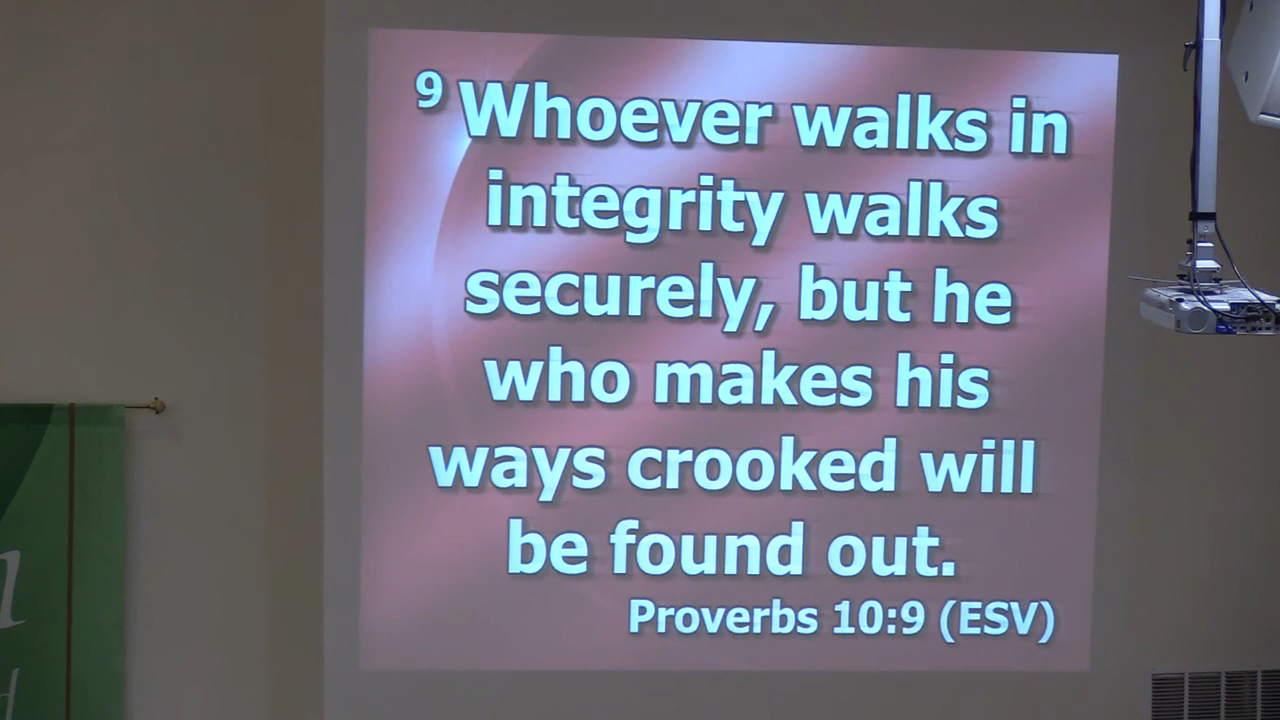 9 Whoever walks in
integrity walks
securely, but he
who makes his
ways crooked will
be found out.
Proverbs 10:9 (ESV)